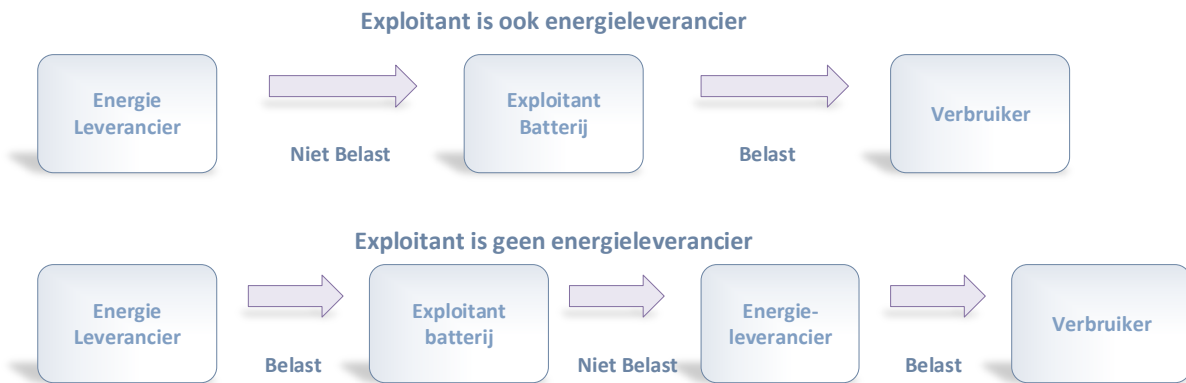 Exploitant is ook energieleverancier
Energie
Leverancier
Niet Belast
Exploitant
Batterij
Belast
Verbruiker
Exploitant is geen energieleverancier
Energie
Leverancier
Belast
Exploitant
batterij
Niet Belast
Energie-
leverancier
Belast
Verbruiker